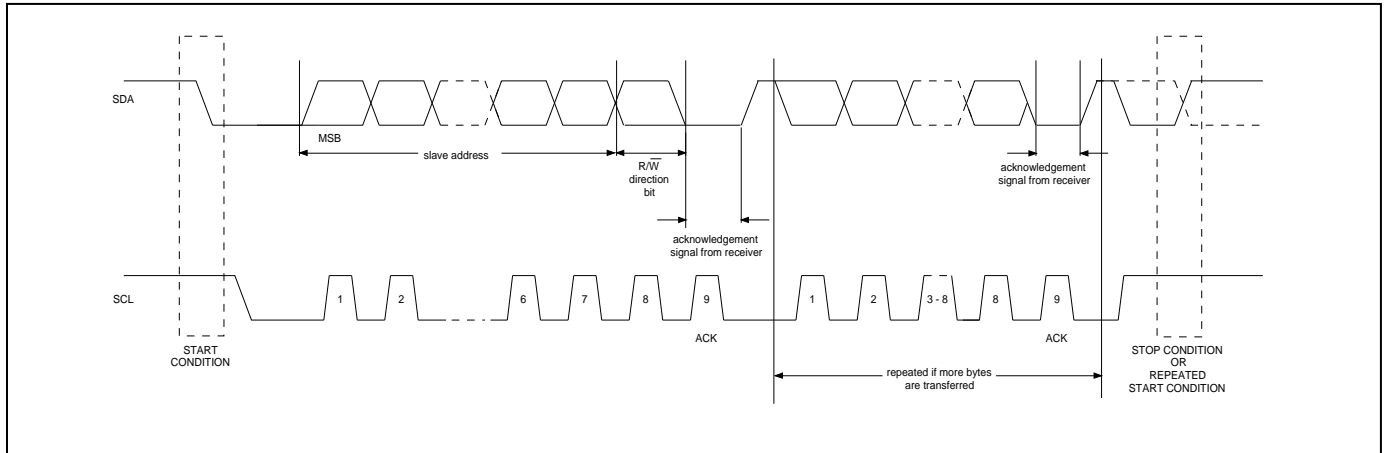 SDA
MSB
slave address
R/W̅
direction
bit
acknowledgement
signal from receiver
acknowledgement
signal from receiver
SCL
1
2
6
7
8
9
1
2
3 - 8
8
9
ACK
ACK
START
CONDITION
repeated if more bytes
are transferred
STOP CONDITION
OR
REPEATED
START CONDITION